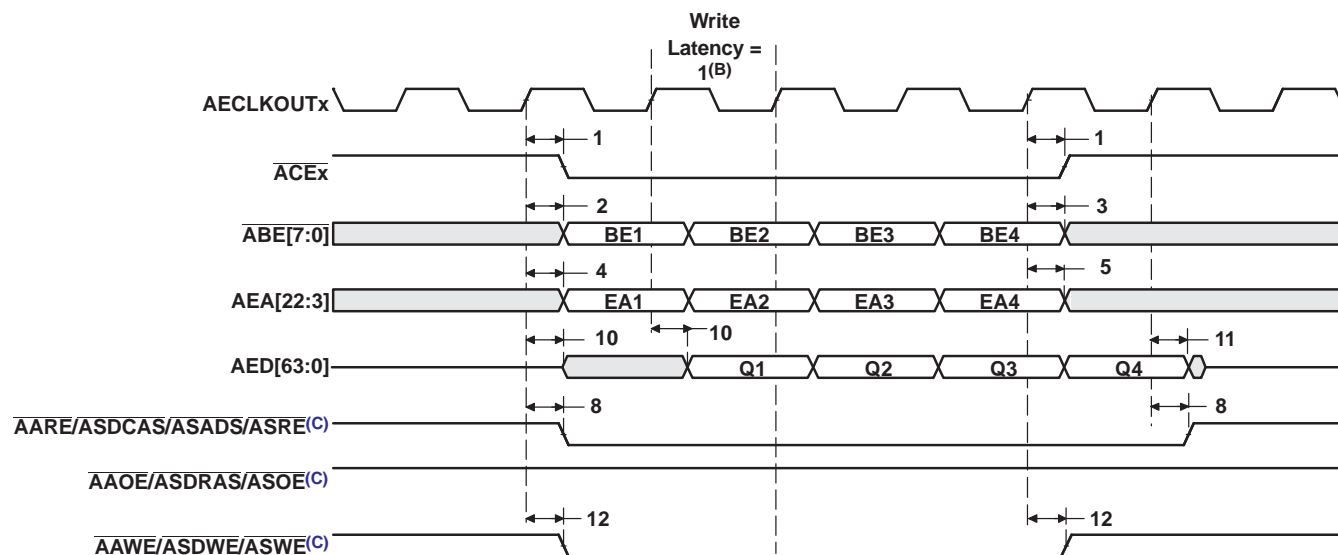 Write
Latency =
1(B)
AECLKOUTx
1 1
ACEx
2 3
ABE[7:0] BE1 BE2 BE3 BE4
4 5
AEA[22:3] EA1 EA2 EA3 EA4
10 10 11
AED[63:0] Q1 Q2 Q3 Q4
8 8
AARE/ASDCAS/ASADS/ASRE(C)
AAOE/ASDRAS/ASOE(C)
12 12
AAWE/ASDWE/ASWE(C)